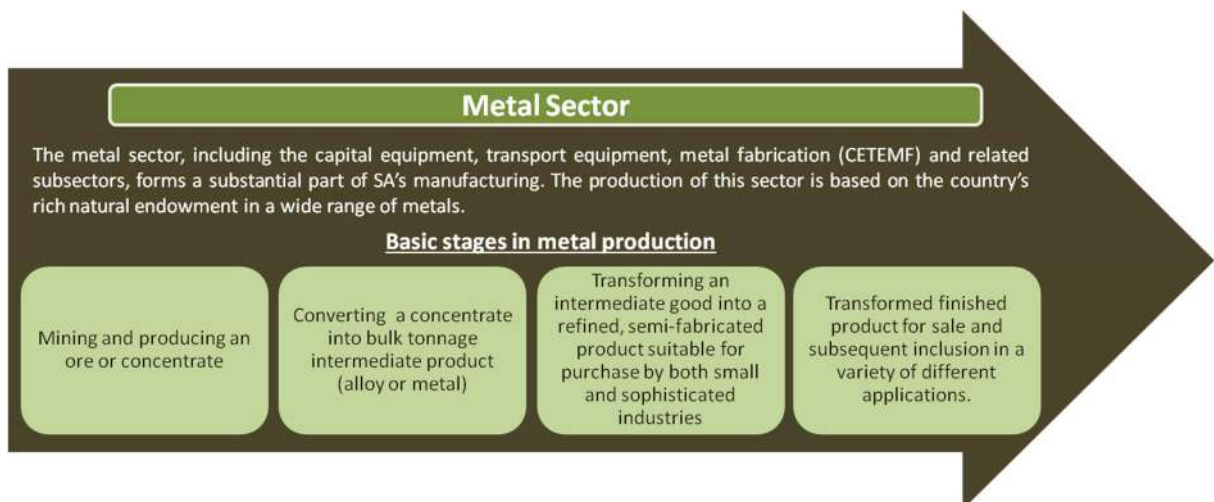 Metal Sector
The metal sector, including the capital equipment, transport equipment, metal fabrication (CETEMF) and related
subsectors, forms a substantial part of SA's manufacturing. The production of this sector is based on the country's
rich natural endowment in a wide range of metals.
Basic stages in metal production
Mining and producing an
ore or concentrate
Converting a concentrate
into bulk tonnage
intermediate product
(alloy or metal)
Transforming an
intermediate good into a
refined, semi-fabricated
product suitable for
purchase by both small
and sophisticated
industries
Transformed finished
product for sale and
subsequent inclusion in a
variety of different
applications.